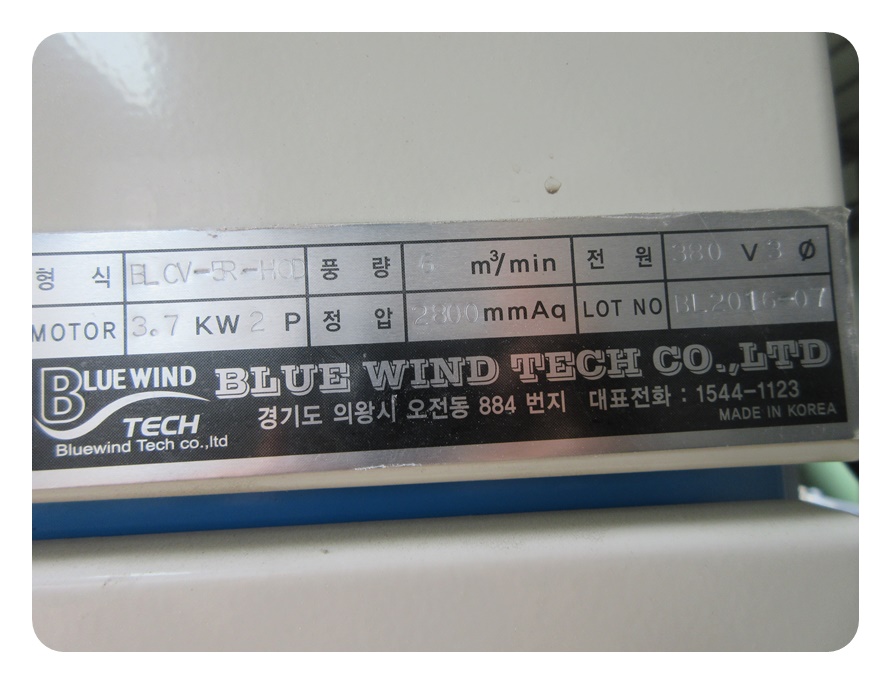 형 식 BLCV-5R-HOD 풍 량 6 m³/min 전 원 380 V 3 Ø
MOTOR 3.7 KW 2 P 정 압 2800 mmAq LOT NO BL2016-07
BLUE WIND TECH
Bluewind Tech co.,ltd
BLUE WIND TECH CO.,LTD
경기도 의왕시 오전동 884 번지 대표전화 : 1544-1123
MADE IN KOREA